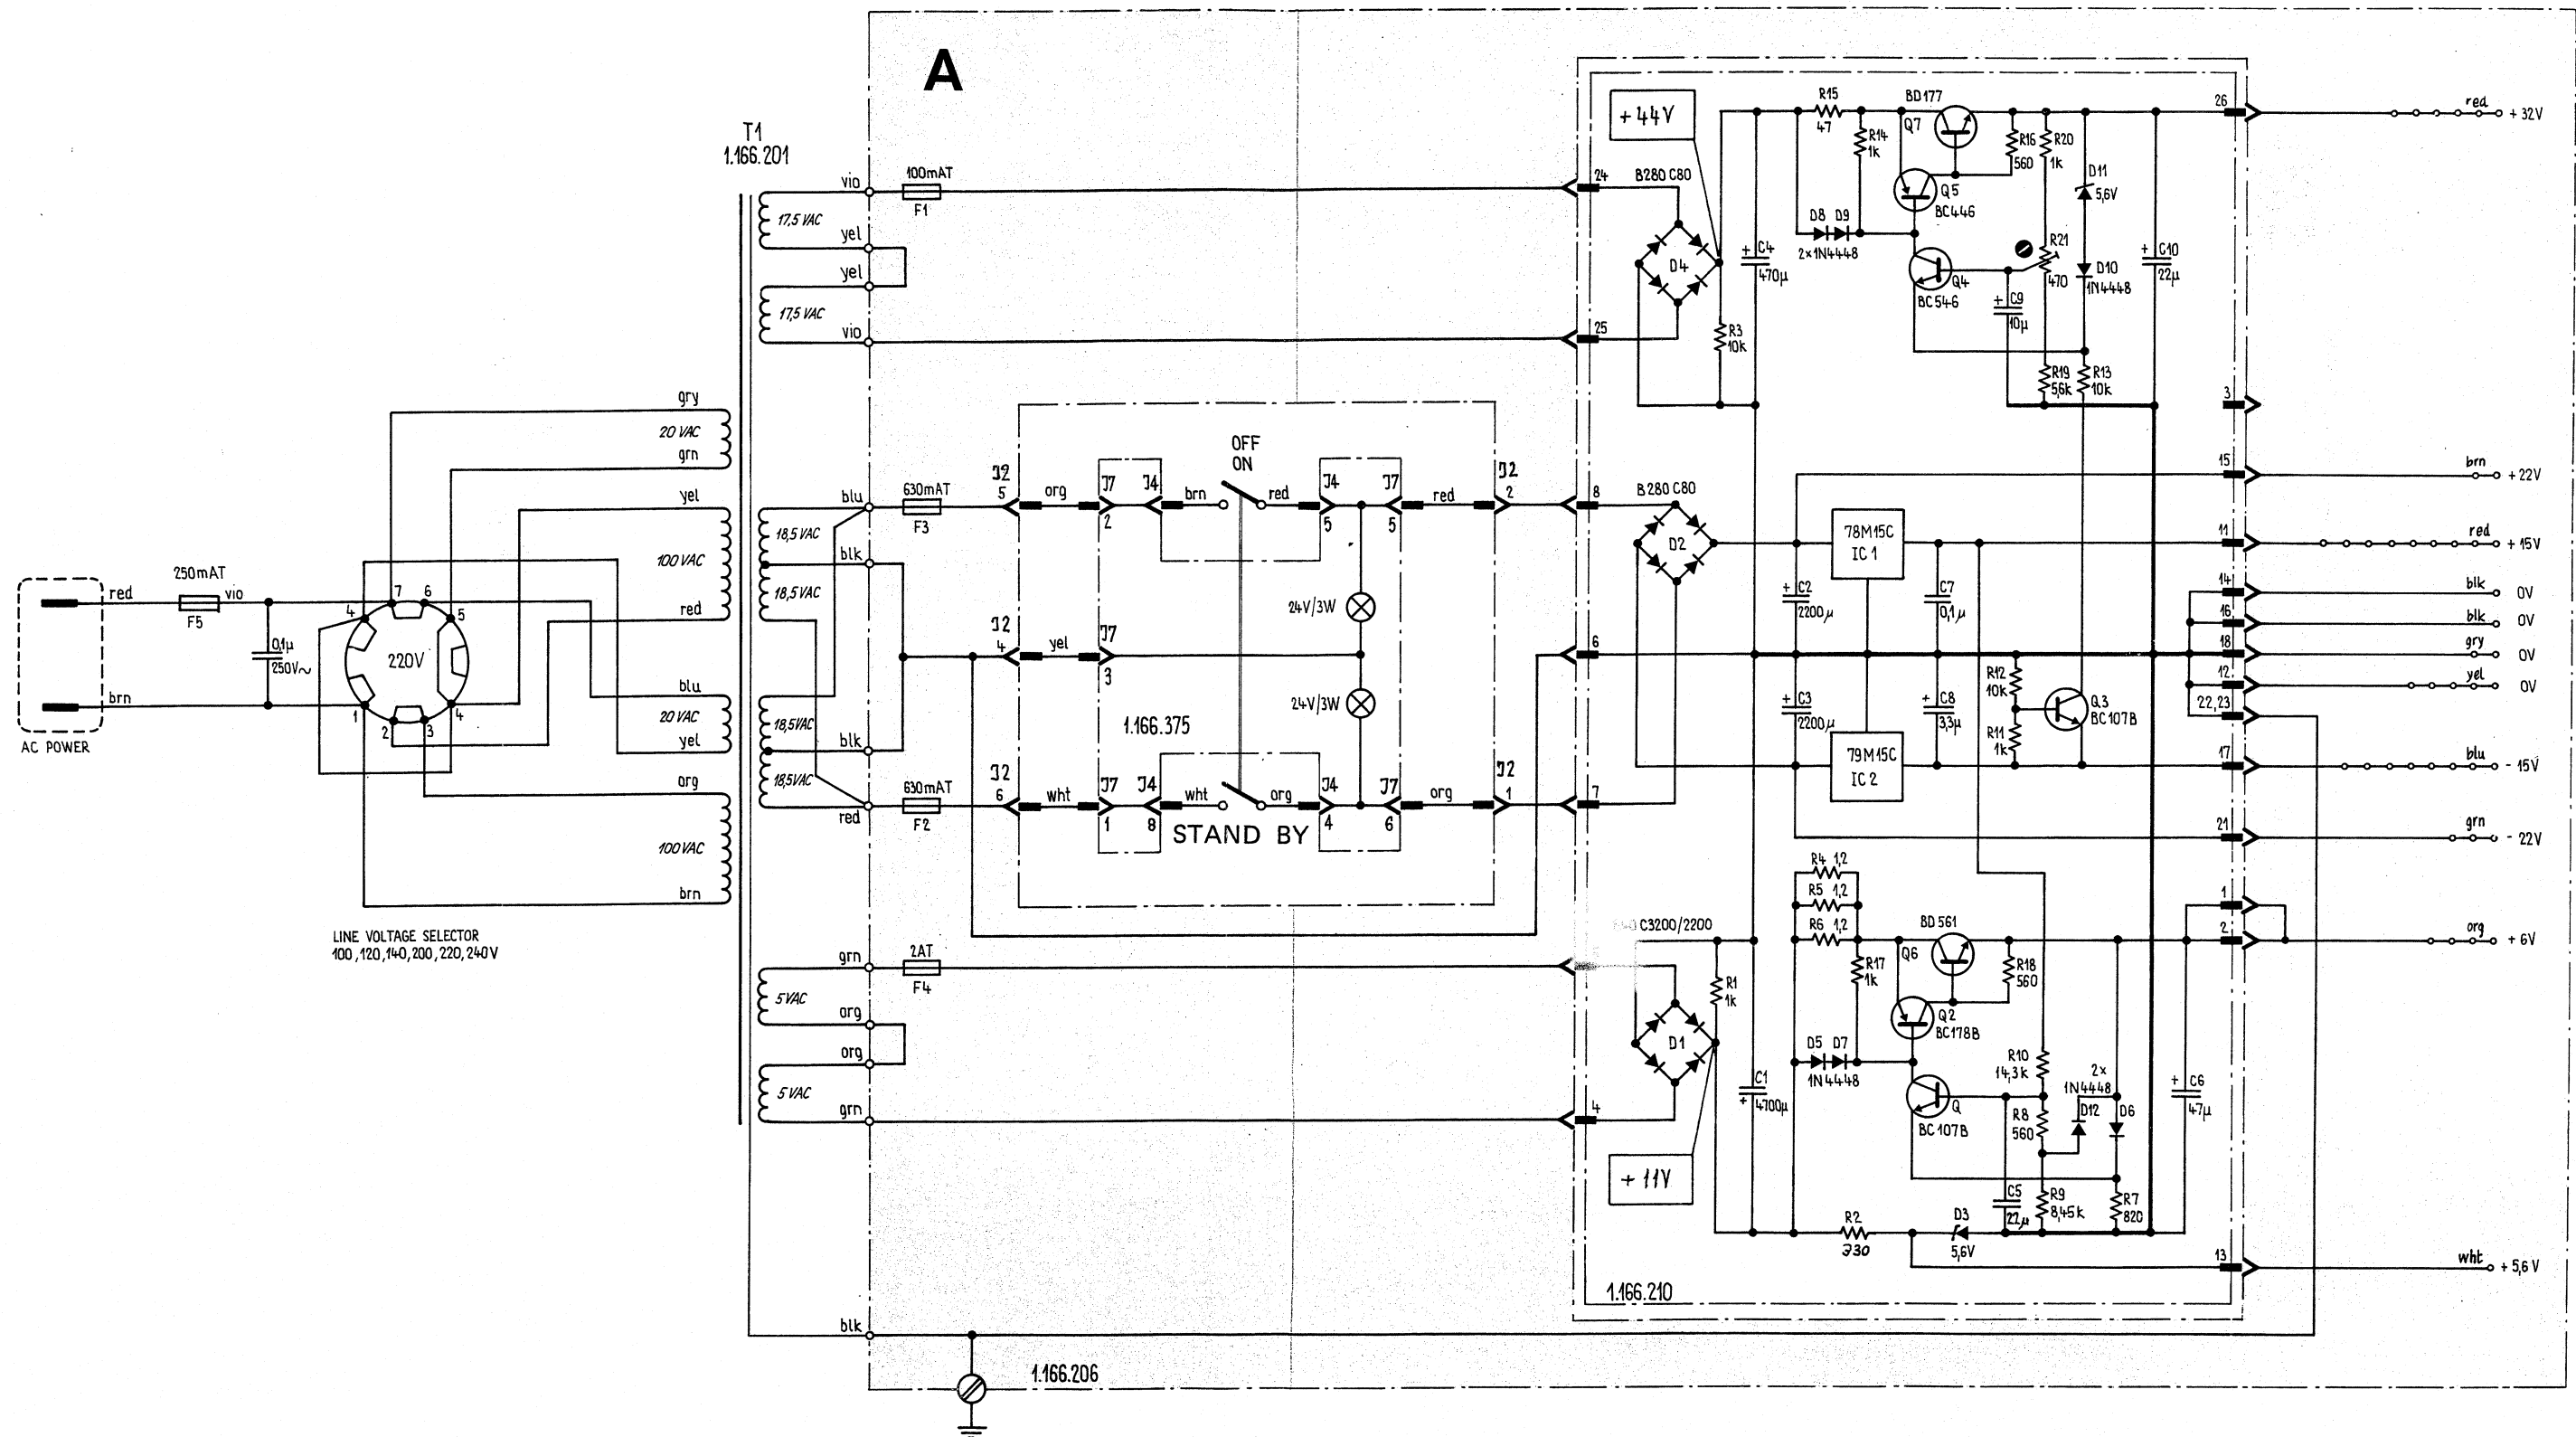 A
T1
1.166.201
vio
100mAT
F1
17,5 VAC
yel
yel
17,5 VAC
vio
gry
20 VAC
grn
yel
100 VAC
red
blu
20 VAC
yel
org
100 VAC
brn
AC POWER
red
250mAT
F5
vio
0,1µ
250V~
brn
4
7
6
5
220V
1
2
3
4
LINE VOLTAGE SELECTOR
100,120,140,200,220,240V
blu
630mAT
F3
18,5 VAC
blk
18,5 VAC
18,5VAC
blk
18,5VAC
red
630mAT
F2
grn
2AT
F4
5 VAC
org
org
5 VAC
grn
blk
1.166.206
J2
5
org
J7
2
J4
brn
OFF
ON
red
J4
5
J7
5
red
J2
2
24V/3W
J2
4
yel
J7
3
24V/3W
1.166.375
J2
6
wht
J7
1
J4
8
wht
org
STAND BY
J4
4
J7
6
org
J2
1
+44V
24
B280 C80
D4
25
R3
10k
+
C4
470µ
R15
47
R14
1k
BD177
Q7
Q5
BC446
D8 D9
2x1N4448
Q4
BC546
R16
560
R20
1k
R21
470
D11
5,6V
D10
1N4448
+
C9
10µ
R19
5,6k
R13
10k
+
C10
22µ
26
red
+32V
3
8
B280 C80
D2
6
7
78M15C
IC 1
+
C2
2200µ
C7
0,1µ
+
C3
2200µ
+
C8
3,3µ
79M15C
IC 2
R12
10k
R11
1k
Q3
BC107B
15
brn
+22V
11
red
+15V
14
blk
0V
16
blk
0V
18
gry
0V
12
yel
0V
22,23
17
blu
-15V
21
grn
-22V
C3200/2200
D1
4
R1
1k
+11V
C1
+
4700µ
R4 1,2
R5 1,2
R6 1,2
R17
1k
BD561
Q6
Q2
BC178B
D5 D7
1N4448
Q
BC107B
R18
560
R10
14,3k
R8
560
2x
1N4448
D12
D6
C5
22µ
R9
8,45k
R7
820
+
C6
47µ
R2
D3
5,6V
1
2
org
+6V
13
wht
+5,6V
1.166.210